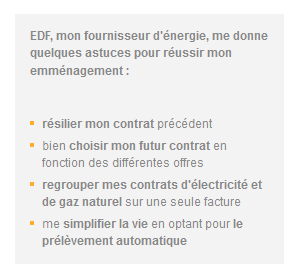 EDF, mon fournisseur d'énergie, me donne
quelques astuces pour réussir mon
emménagement :
résilier mon contrat précédent
bien choisir mon futur contrat en
fonction des différentes offres
regrouper mes contrats d'électricité et
de gaz naturel sur une seule facture
me simplifier la vie en optant pour le
prélèvement automatique